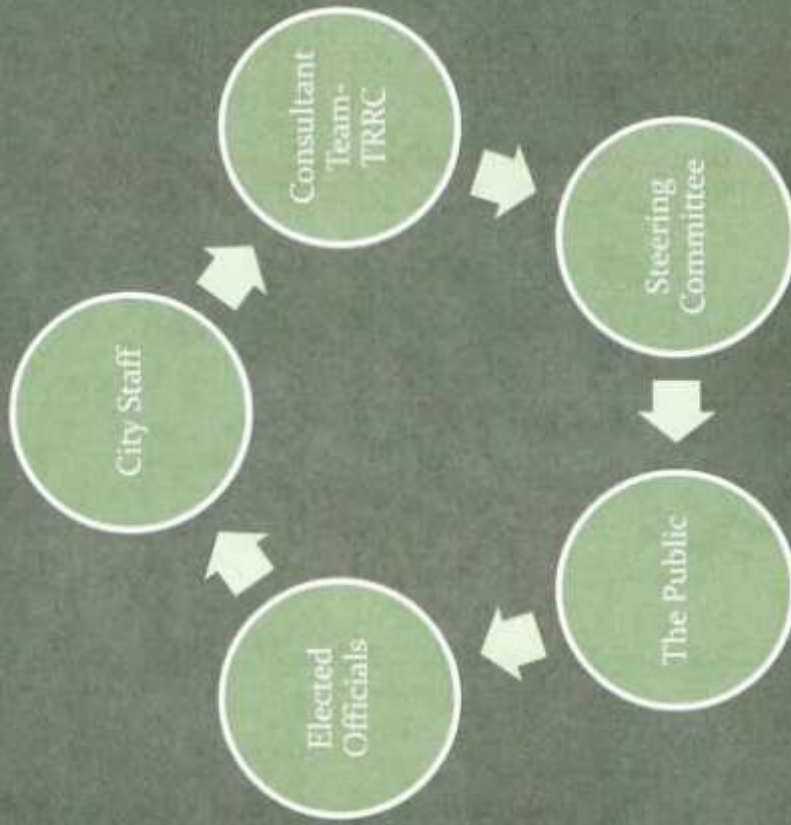 City Staff
Consultant
Team-
TRRC
Steering
Committee
The Public
Elected
Officials